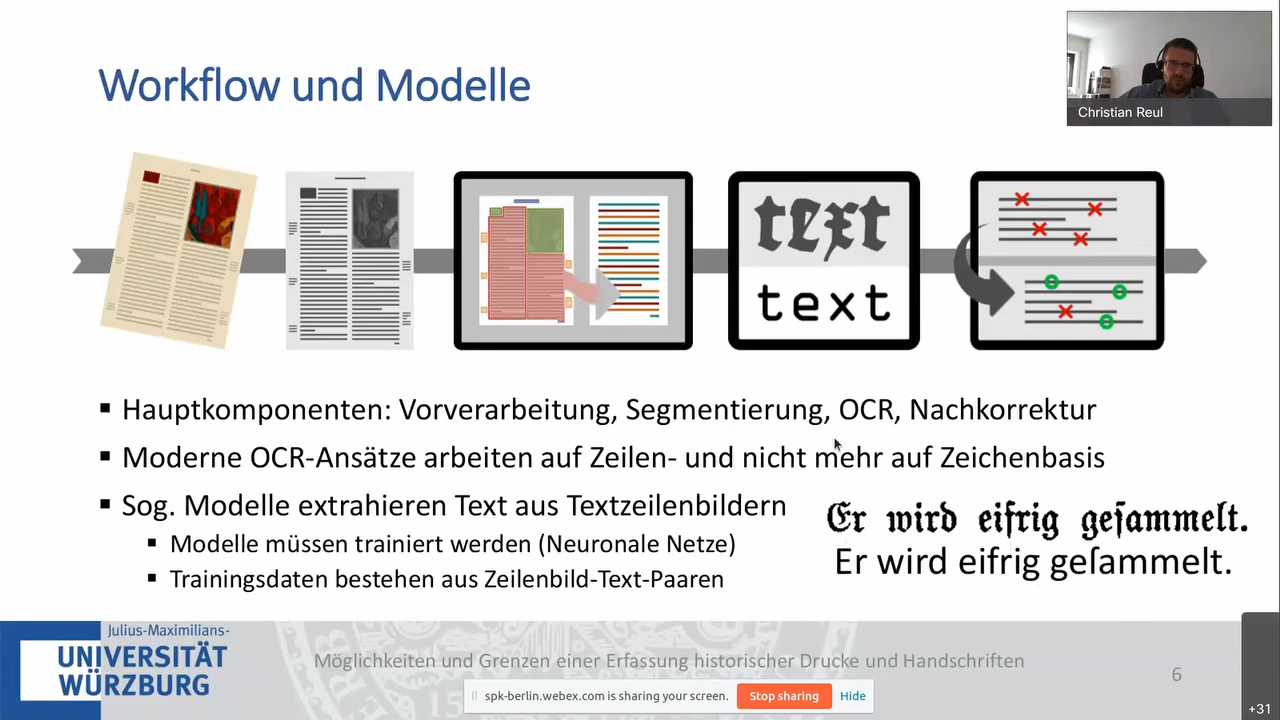 Workflow und Modelle
Christian Reul
text
text
▪ Hauptkomponenten: Vorverarbeitung, Segmentierung, OCR, Nachkorrektur
▪ Moderne OCR-Ansätze arbeiten auf Zeilen- und nicht mehr auf Zeichenbasis
▪ Sog. Modelle extrahieren Text aus Textzeilenbildern
▪ Modelle müssen trainiert werden (Neuronale Netze)
▪ Trainingsdaten bestehen aus Zeilenbild-Text-Paaren
Er wird eifrig geſammelt.
Er wird eifrig geſammelt.
Julius-Maximilians-
UNIVERSITÄT
WÜRZBURG
Möglichkeiten und Grenzen einer Erfassung historischer Drucke und Handschriften
6
spk-berlin.webex.com is sharing your screen. Stop sharing Hide
+31